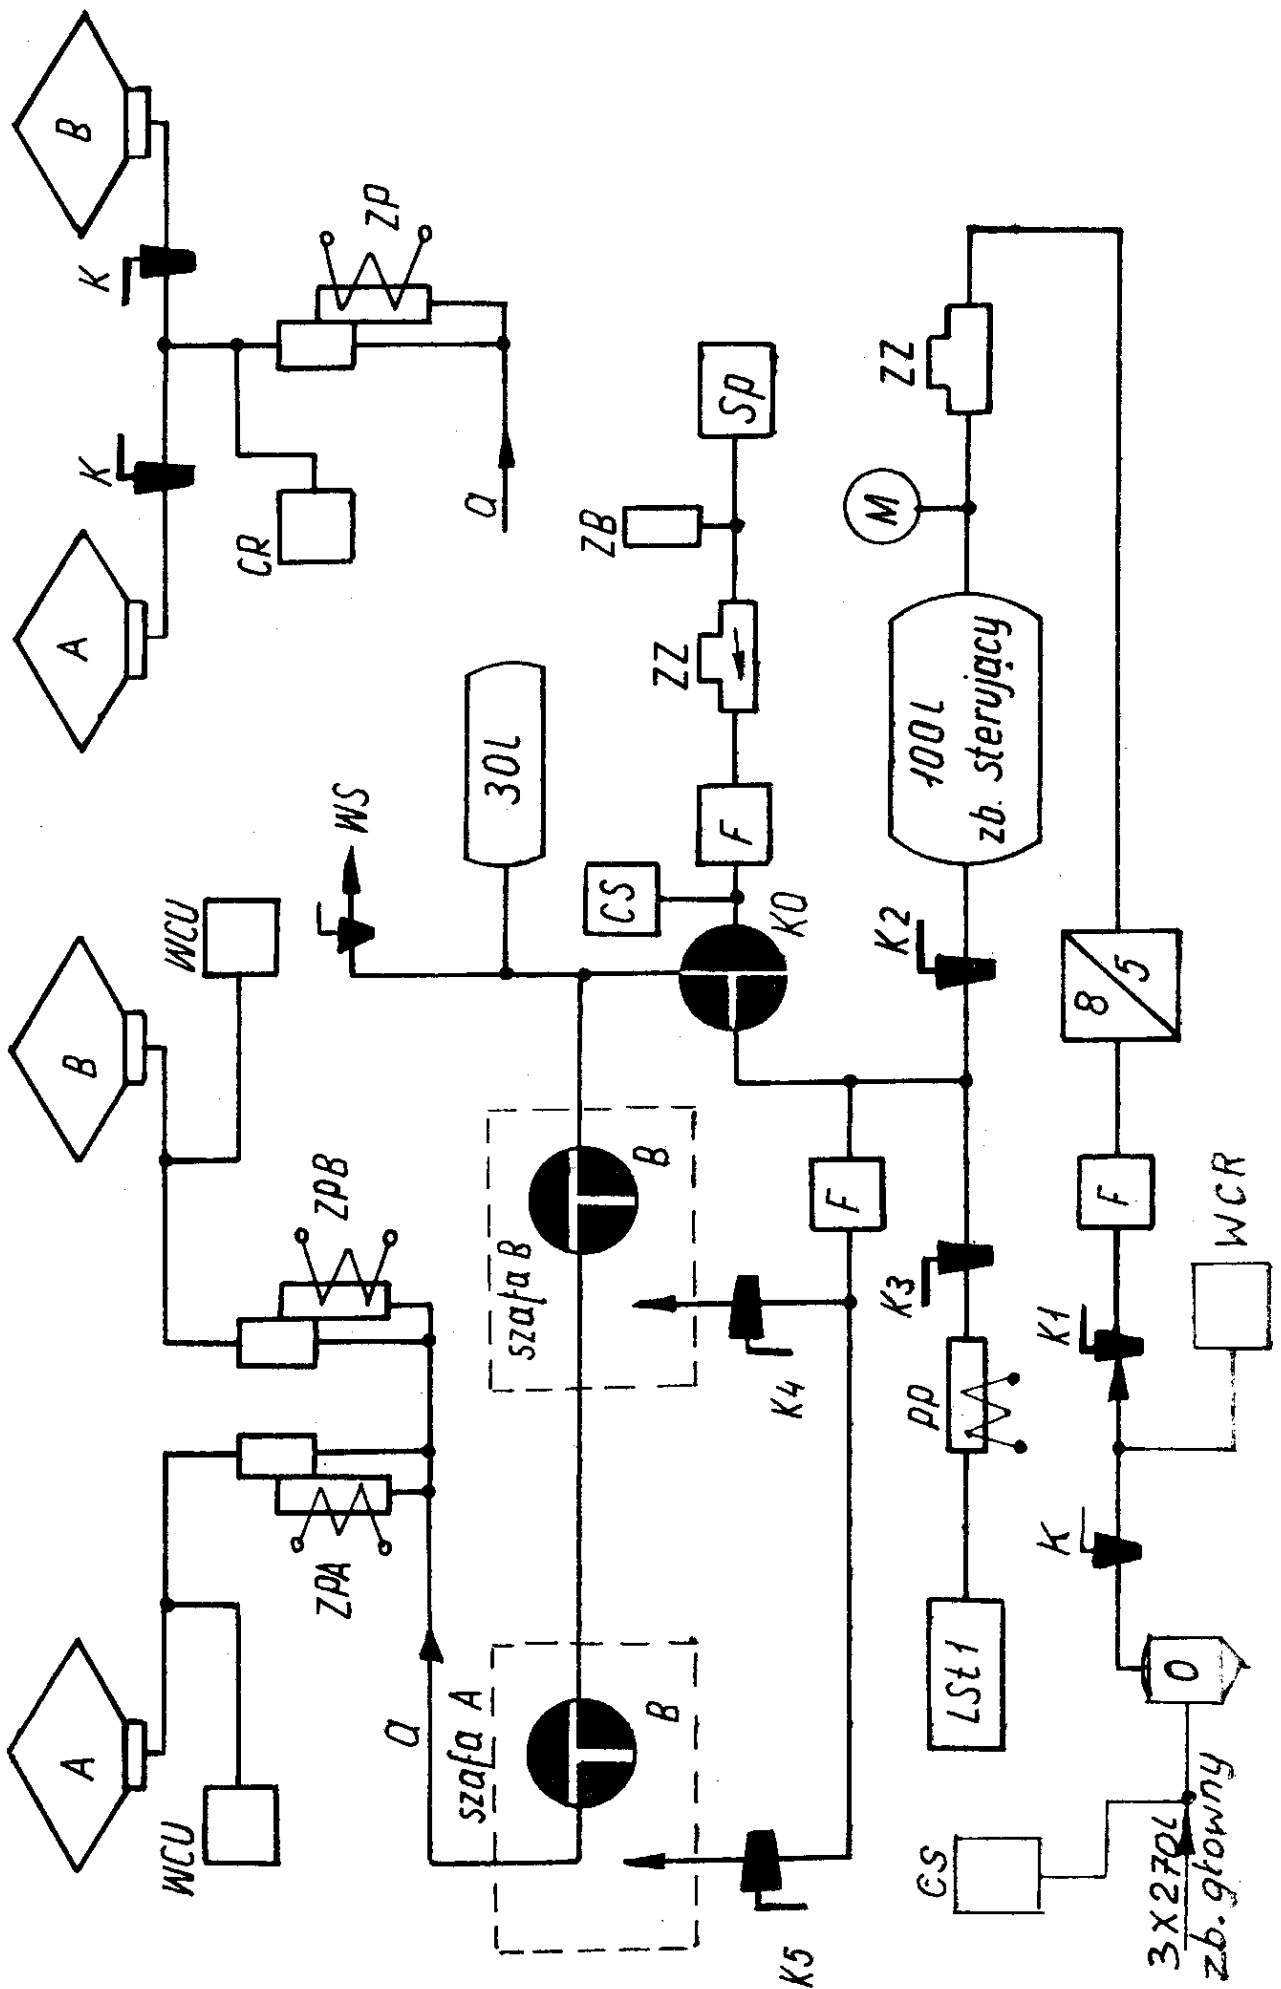 A
WCU
ZPA
ZPB
B
WCU
A
K
K
B
CR
ZP
a
a
WS
30L
szafa A
B
szafa B
B
CS
KO
F
ZZ
ZB
Sp
K5
K4
F
LSt1
pp
K3
K2
100L
zb. sterujący
M
ZZ
CS
3x270L
zb. głowny
O
K
K1
WCR
F
8/5